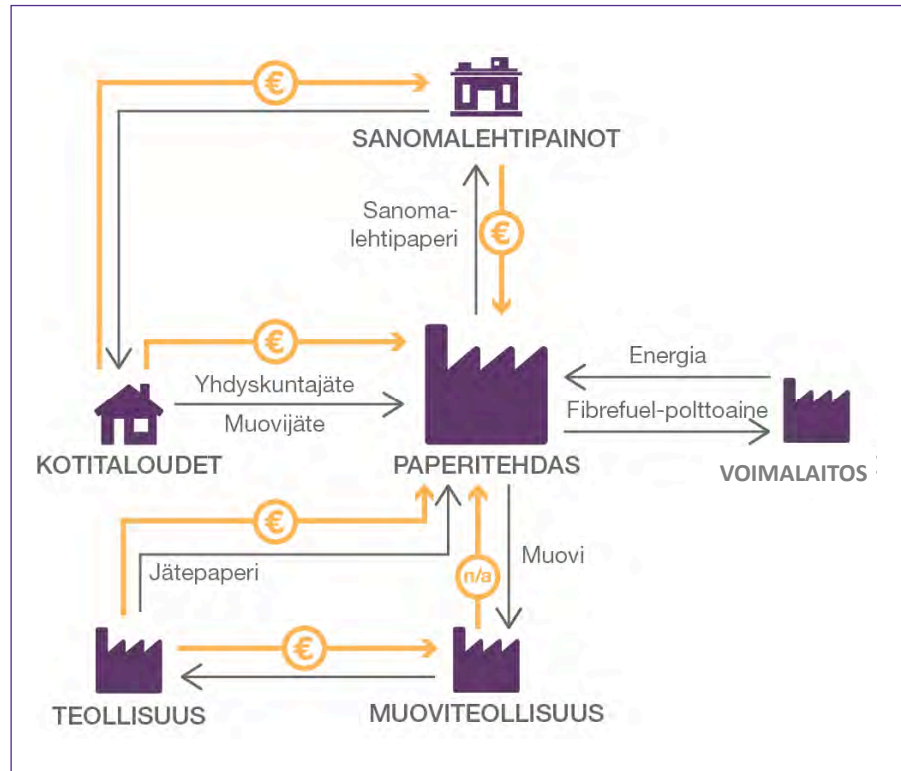 €
SANOMALEHTIPAINOT
Sanoma-
lehtipaperi
€
€
Yhdyskuntajäte
Muovijäte
Energia
Fibrefuel-polttoaine
KOTITALOUDET
PAPERITEHDAS
VOIMALAITOS
€
Jätepaperi
n/a
Muovi
€
TEOLLISUUS
MUOVITEOLLISUUS